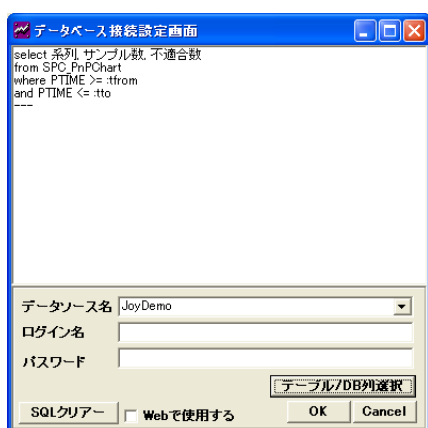 データベース接続設定画面
select 系列, サンプル数, 不適合数
from SPC_PnPChart
where PTIME >= :tfrom
and PTIME <= :tto
---
データソース名 JoyDemo
ログイン名
パスワード
テーブル/DB列選択
SQLクリアー Webで使用する OK Cancel